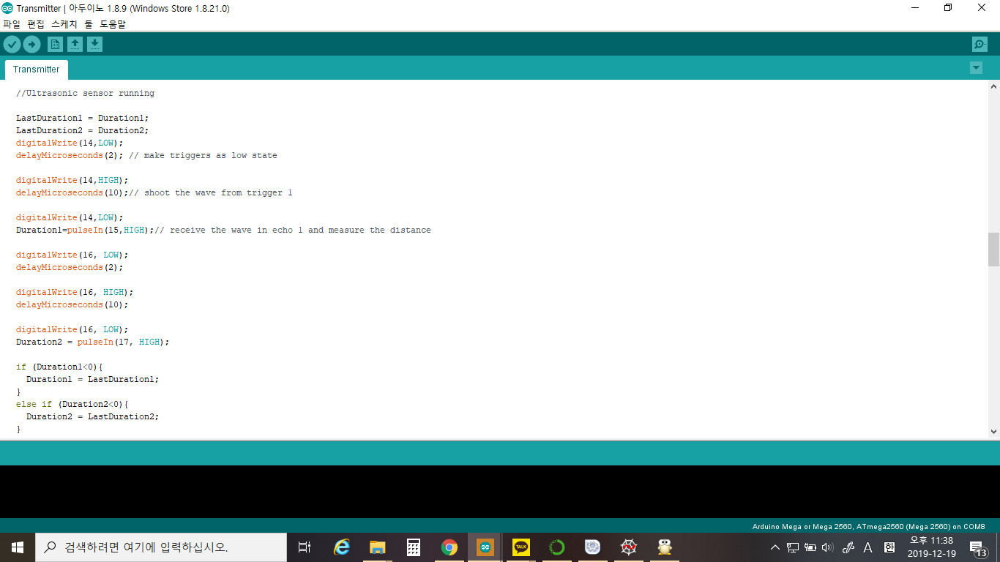 Transmitter | 아두이노 1.8.9 (Windows Store 1.8.21.0)
파일 편집 스케치 툴 도움말
Transmitter
//Ultrasonic sensor running
LastDuration1 = Duration1;
LastDuration2 = Duration2;
digitalWrite(14,LOW);
delayMicroseconds(2); // make triggers as low state
digitalWrite(14,HIGH);
delayMicroseconds(10);// shoot the wave from trigger 1
digitalWrite(14,LOW);
Duration1=pulseIn(15,HIGH);// receive the wave in echo 1 and measure the distance
digitalWrite(16, LOW);
delayMicroseconds(2);
digitalWrite(16, HIGH);
delayMicroseconds(10);
digitalWrite(16, LOW);
Duration2 = pulseIn(17, HIGH);
if (Duration1<0){
Duration1 = LastDuration1;
}
else if (Duration2<0){
Duration2 = LastDuration2;
}
Arduino Mega or Mega 2560, ATmega2560 (Mega 2560) on COM8
검색하려면 여기에 입력하십시오.
TALK
A 한
오후 11:38
2019-12-19
13